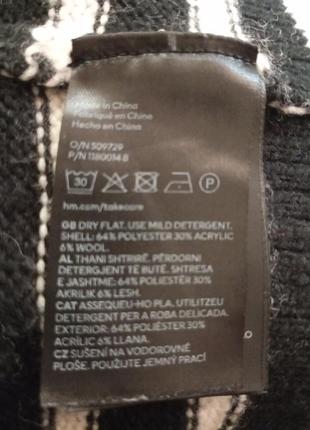 Made in China
Fabriqué en Chine
Hecho en China
O/N 509729
P/N 1180014 8
30 P
hm.com/takecare
GB DRY FLAT. USE MILD DETERGENT.
SHELL: 64% POLYESTER 30% ACRYLIC
6% WOOL.
AL THANI SHTRIRË. PËRDORNI
DETERGJENT TË BUTË. SHTRESA
E JASHTME: 64% POLIESTËR 30%
AKRILIK 6% LESH.
CAT ASSEQUEU-HO PLA. UTILITZEU
DETERGENT PER A ROBA DELICADA.
EXTERIOR: 64% POLIÈSTER 30%
ACRÍLIC 6% LLANA.
CZ SUŠENÍ NA VODOROVNÉ
PLOŠE. POUŽIJTE JEMNÝ PRACÍ